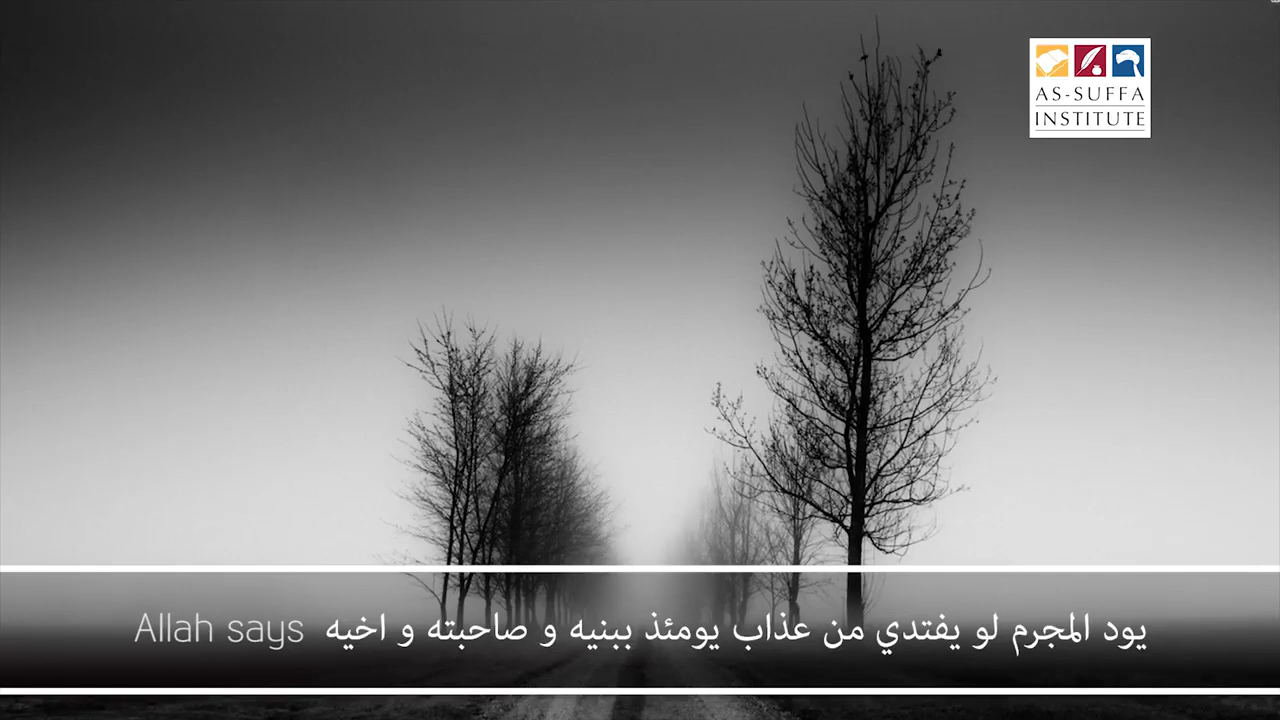 AS-SUFFA
INSTITUTE
Allah says يود المجرم لو يفتدي من عذاب يومئذ ببنيه و صاحبته و اخيه